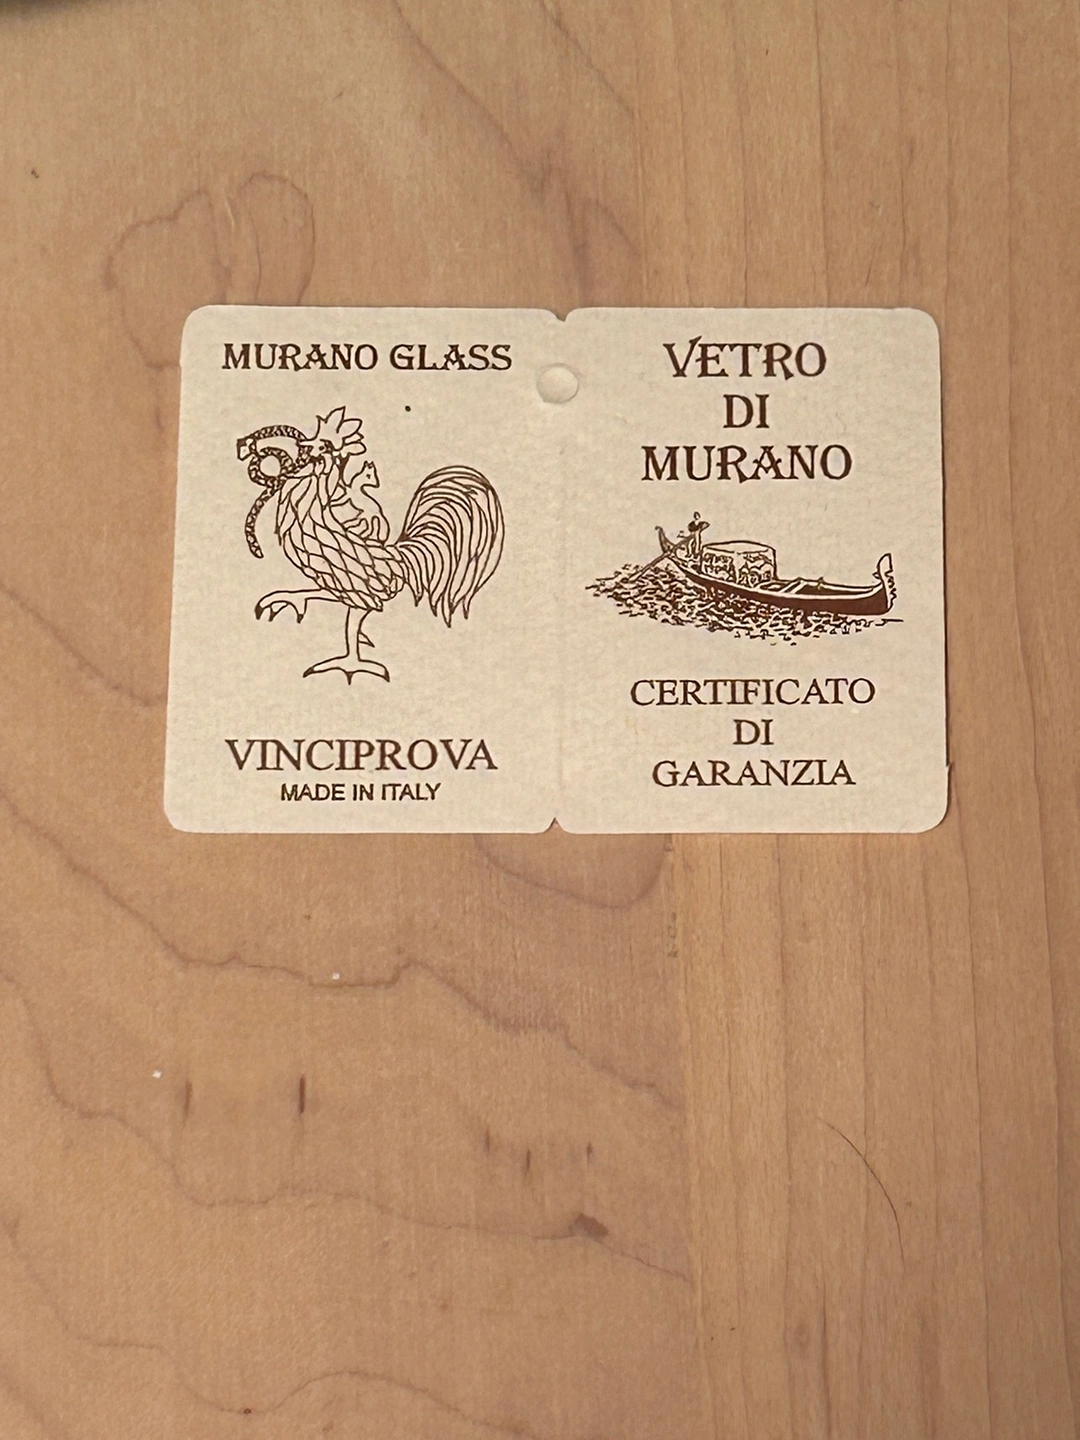 MURANO GLASS
VINCIPROVA
MADE IN ITALY
VETRO
DI
MURANO
CERTIFICATO
DI
GARANZIA